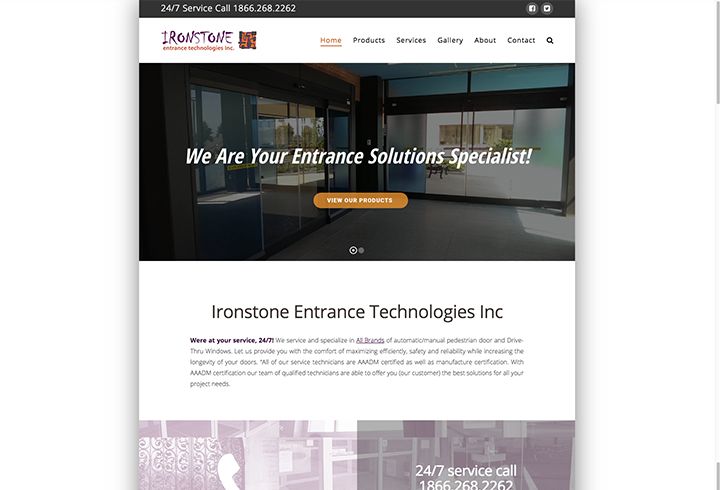 24/7 Service Call 1866.268.2262
IRONSTONE
entrance technologies Inc.
Home Products Services Gallery About Contact
We Are Your Entrance Solutions Specialist!
VIEW OUR PRODUCTS
Ironstone Entrance Technologies Inc
Were at your service, 24/7! We service and specialize in All Brands of automatic/manual pedestrian door and Drive-
Thru Windows. Let us provide you with the comfort of maximizing efficiently, safety and reliability while increasing the
longevity of your doors. "All of our service technicians are AAADM certified as well as manufacture certification. With
AAADM certification our team of qualified technicians are able to offer you (our customer) the best solutions for all your
project needs.
24/7 service call
1866.268.2262